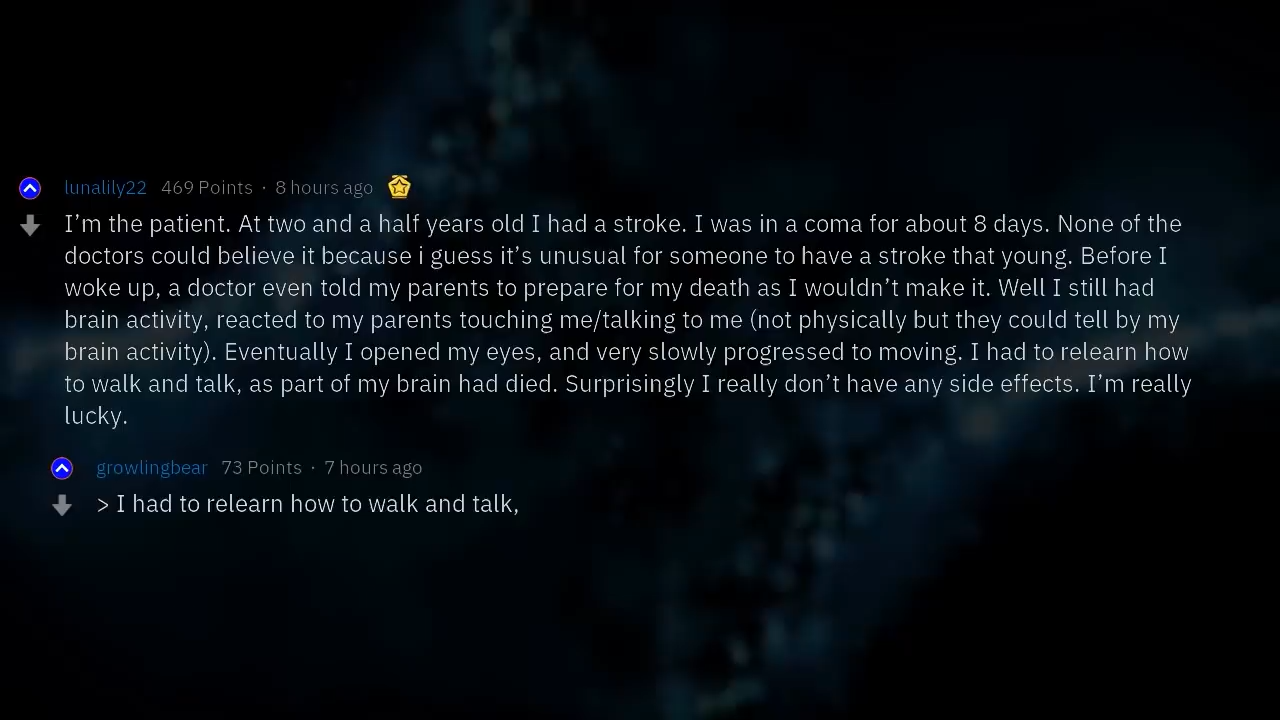 lunalily22 469 Points · 8 hours ago
I’m the patient. At two and a half years old I had a stroke. I was in a coma for about 8 days. None of the
doctors could believe it because i guess it’s unusual for someone to have a stroke that young. Before I
woke up, a doctor even told my parents to prepare for my death as I wouldn’t make it. Well I still had
brain activity, reacted to my parents touching me/talking to me (not physically but they could tell by my
brain activity). Eventually I opened my eyes, and very slowly progressed to moving. I had to relearn how
to walk and talk, as part of my brain had died. Surprisingly I really don’t have any side effects. I’m really
lucky.
growlingbear 73 Points · 7 hours ago
> I had to relearn how to walk and talk,